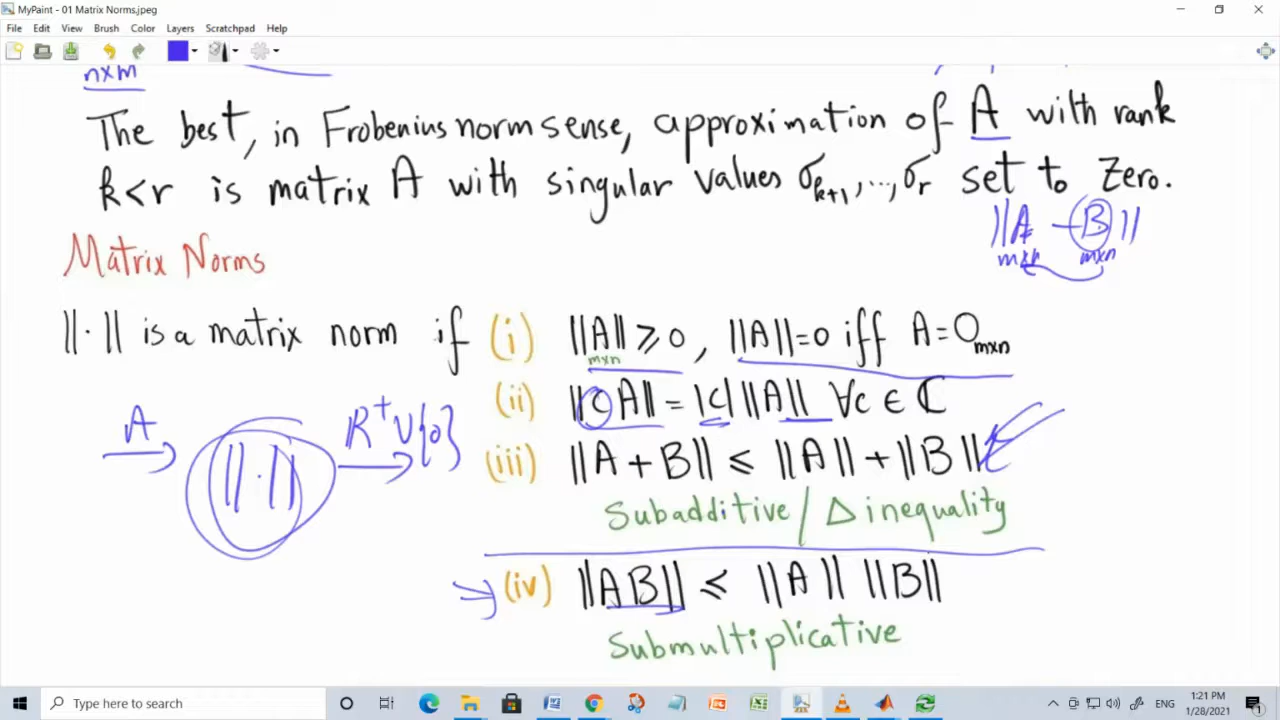 MyPaint - 01 Matrix Norms.jpeg
File Edit View Brush Color Layers Scratchpad Help
n×m
The best, in Frobenius norm sense, approximation of A with rank
k<r is matrix A with singular values σₖ₊₁,...,σᵣ set to Zero.
||A - B||
m×n m×n
Matrix Norms
||·|| is a matrix norm if (i) ||A|| ⩾ 0, ||A||=0 iff A=0m×n
m×n
(ii) ||CA|| = |C| ||A|| ∀c ∈ ℂ
A ||·|| R⁺∪{0}
(iii) ||A + B|| ⩽ ||A|| + ||B||
Subadditive / Δ inequality
(iv) ||AB|| ⩽ ||A|| ||B||
Submultiplicative
Type here to search
ENG
1:21 PM
1/28/2021
1